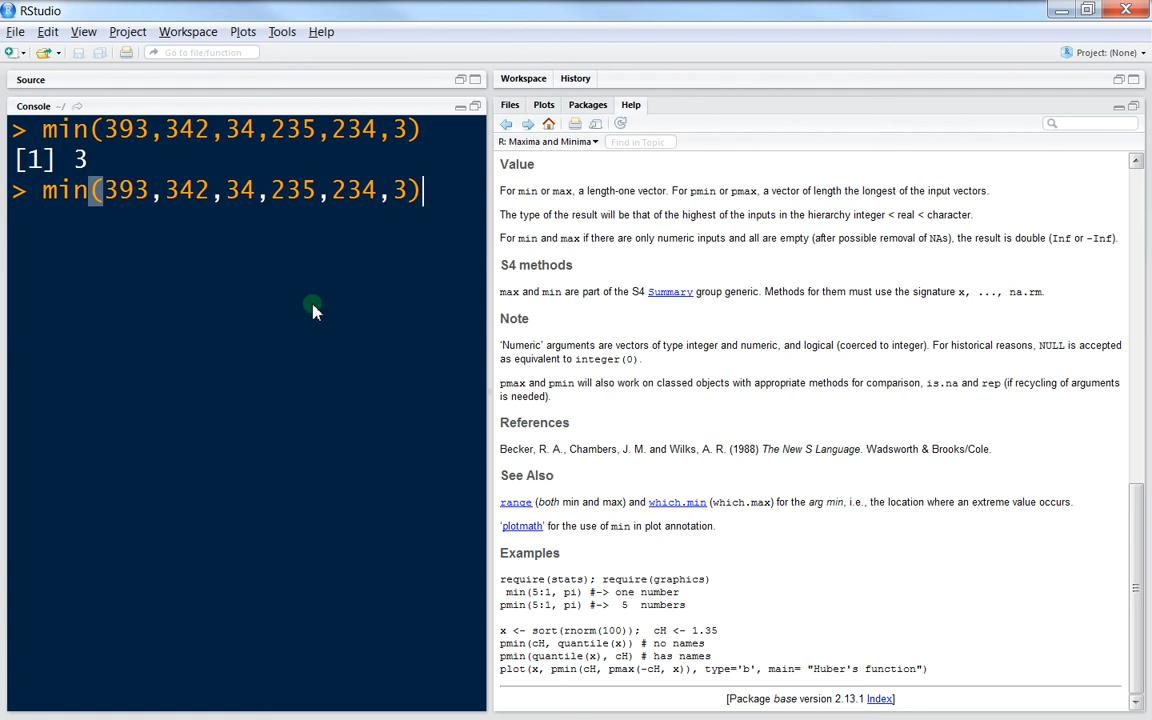 RStudio
File Edit View Project Workspace Plots Tools Help
Go to file/function
Project: (None)
Source
Console ~/
> min(393,342,34,235,234,3)
[1] 3
> min(393,342,34,235,234,3)
Workspace History
Files Plots Packages Help
R: Maxima and Minima Find in Topic
Value
For min or max, a length-one vector. For pmin or pmax, a vector of length the longest of the input vectors.
The type of the result will be that of the highest of the inputs in the hierarchy integer < real < character.
For min and max if there are only numeric inputs and all are empty (after possible removal of NAs), the result is double (Inf or -Inf).
S4 methods
max and min are part of the S4 Summary group generic. Methods for them must use the signature x, ..., na.rm.
Note
‘Numeric’ arguments are vectors of type integer and numeric, and logical (coerced to integer). For historical reasons, NULL is accepted
as equivalent to integer(0).
pmax and pmin will also work on classed objects with appropriate methods for comparison, is.na and rep (if recycling of arguments
is needed).
References
Becker, R. A., Chambers, J. M. and Wilks, A. R. (1988) The New S Language. Wadsworth & Brooks/Cole.
See Also
range (both min and max) and which.min (which.max) for the arg min, i.e., the location where an extreme value occurs.
‘plotmath’ for the use of min in plot annotation.
Examples
require(stats); require(graphics)
min(5:1, pi) #-> one number
pmin(5:1, pi) #-> 5 numbers
x <- sort(rnorm(100)); cH <- 1.35
pmin(cH, quantile(x)) # no names
pmin(quantile(x), cH) # has names
plot(x, pmin(cH, pmax(-cH, x)), type='b', main= "Huber's function")
[Package base version 2.13.1 Index]